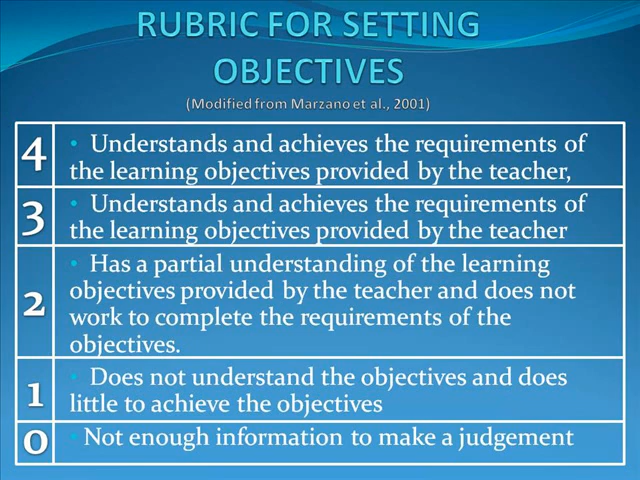 RUBRIC FOR SETTING
OBJECTIVES
(Modified from Marzano et al., 2001)
4
• Understands and achieves the requirements of
the learning objectives provided by the teacher,
3
• Understands and achieves the requirements of
the learning objectives provided by the teacher
2
• Has a partial understanding of the learning
objectives provided by the teacher and does not
work to complete the requirements of the
objectives.
1
• Does not understand the objectives and does
little to achieve the objectives
0
• Not enough information to make a judgement